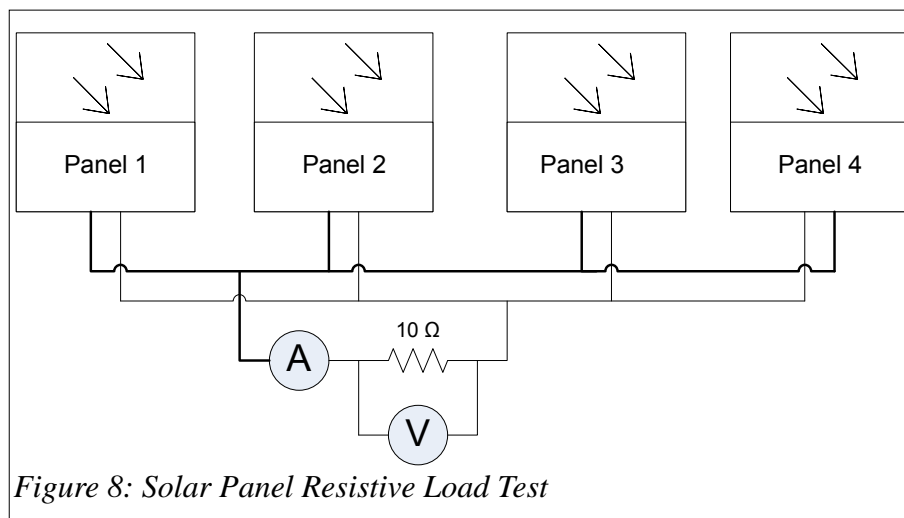 Panel 1
Panel 2
Panel 3
Panel 4
10 Ω
A
V
Figure 8: Solar Panel Resistive Load Test